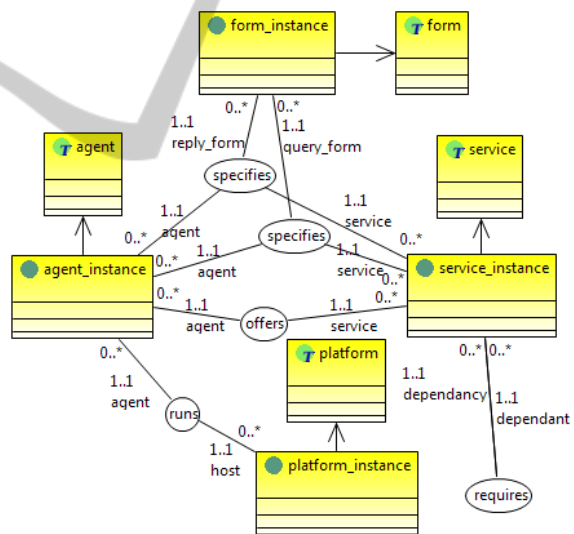 form_instance
T form
0..*
0..*
1..1
reply_form
1..1
query_form
T agent
T service
specifies
1..1
agent
1..1
service
0..*
0..*
specifies
agent_instance
0..*
1..1
agent
1..1
service
0..*
service_instance
0..*
1..1
agent
offers
1..1
service
0..*
T platform
0..*
0..*
0..*
1..1
agent
1..1
dependancy
1..1
dependant
runs
0..*
1..1
host
platform_instance
requires